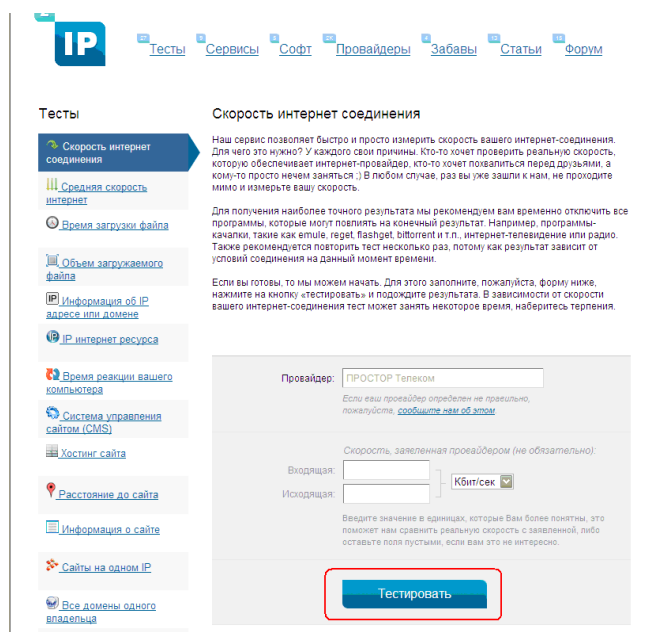 IP
Тесты Сервисы Софт Провайдеры Забавы Статьи Форум
Тесты
Скорость интернет
соединения
Средняя скорость
интернет
Время загрузки файла
Объем загружаемого
файла
Информация об IP
адресе или домене
IP интернет ресурса
Время реакции вашего
компьютера
Система управления
сайтом (CMS)
Хостинг сайта
Расстояние до сайта
Информация о сайте
Сайты на одном IP
Все домены одного
владельца
Скорость интернет соединения
Наш сервис позволяет быстро и просто измерить скорость вашего интернет-соединения.
Для чего это нужно? У каждого свои причины. Кто-то хочет проверить реальную скорость,
которую обеспечивает интернет-провайдер, кто-то хочет похвалиться перед друзьями, а
кому-то просто нечем заняться ;) В любом случае, раз вы уже зашли к нам, не проходите
мимо и измерьте вашу скорость.
Для получения наиболее точного результата мы рекомендуем вам временно отключить все
программы, которые могут повлиять на конечный результат. Например, программы-
качалки, такие как emule, reget, flashget, bittorrent и т.п., интернет-телевидение или радио.
Также рекомендуется повторить тест несколько раз, потому как результат зависит от
условий соединения на данный момент времени.
Если вы готовы, то мы можем начать. Для этого заполните, пожалуйста, форму ниже,
нажмите на кнопку «тестировать» и подождите результата. В зависимости от скорости
вашего интернет-соединения тест может занять некоторое время, наберитесь терпения.
Провайдер: ПРОСТОР Телеком
Если ваш провайдер определен не правильно,
пожалуйста, сообщите нам об этом
Скорость, заявленная провайдером (не обязательно):
Входящая:
Исходящая:
Кбит/сек
Введите значение в единицах, которые Вам более понятны, это
поможет нам сравнить реальную скорость с заявленной, либо
оставьте поля пустыми, если вам это не интересно.
Тестировать